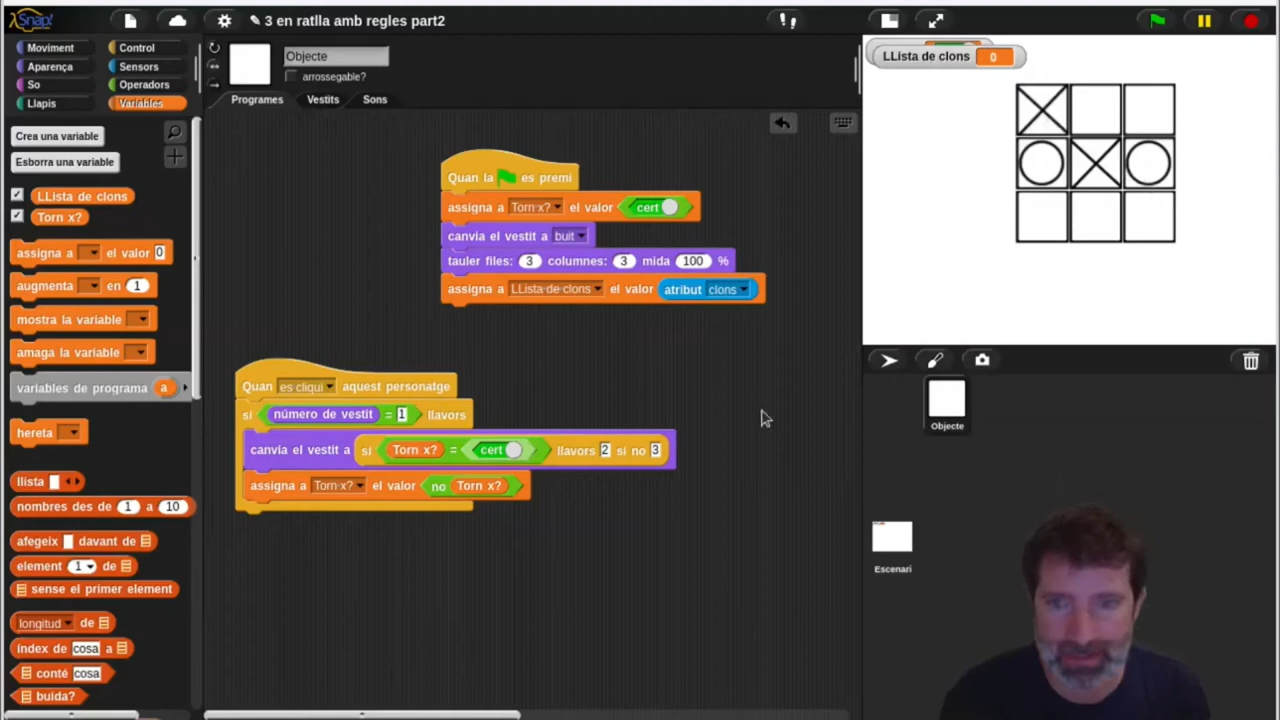 Snap!
3 en ratlla amb regles part2
Moviment
Control
Aparença
Sensors
So
Operadors
Llapis
Variables
Objecte
arrossegable?
Programes
Vestits
Sons
Crea una variable
Esborra una variable
LLista de clons
Torn x?
assigna a el valor 0
augmenta en 1
mostra la variable
amaga la variable
variables de programa a
hereta
llista
nombres des de 1 a 10
afegeix davant de
element 1 de
sense el primer element
longitud de
índex de cosa a
conté cosa
buida?
Quan la es premi
assigna a Torn x? el valor cert
canvia el vestit a buit
tauler files: 3 columnes: 3 mida 100 %
assigna a LLista de clons el valor atribut clons
Quan es cliqui aquest personatge
si número de vestit = 1 llavors
canvia el vestit a si Torn x? = cert llavors 2 si no 3
assigna a Torn x? el valor no Torn x?
LLista de clons 0
Objecte
Escenari